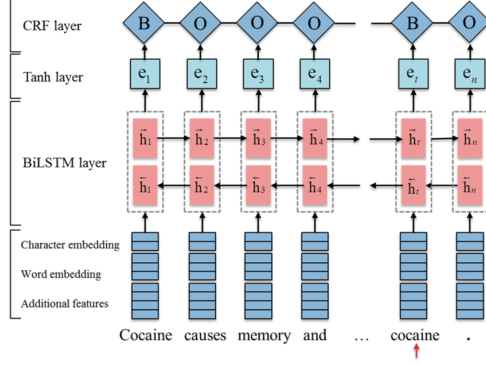 CRF layer B O O O B O
Tanh layer e1 e2 e3 e4 et en
BiLSTM layer
h1 h2 h3 h4 ht hn
h1 h2 h3 h4 ht hn
Character embedding
Word embedding
Additional features
Cocaine causes memory and ... cocaine .